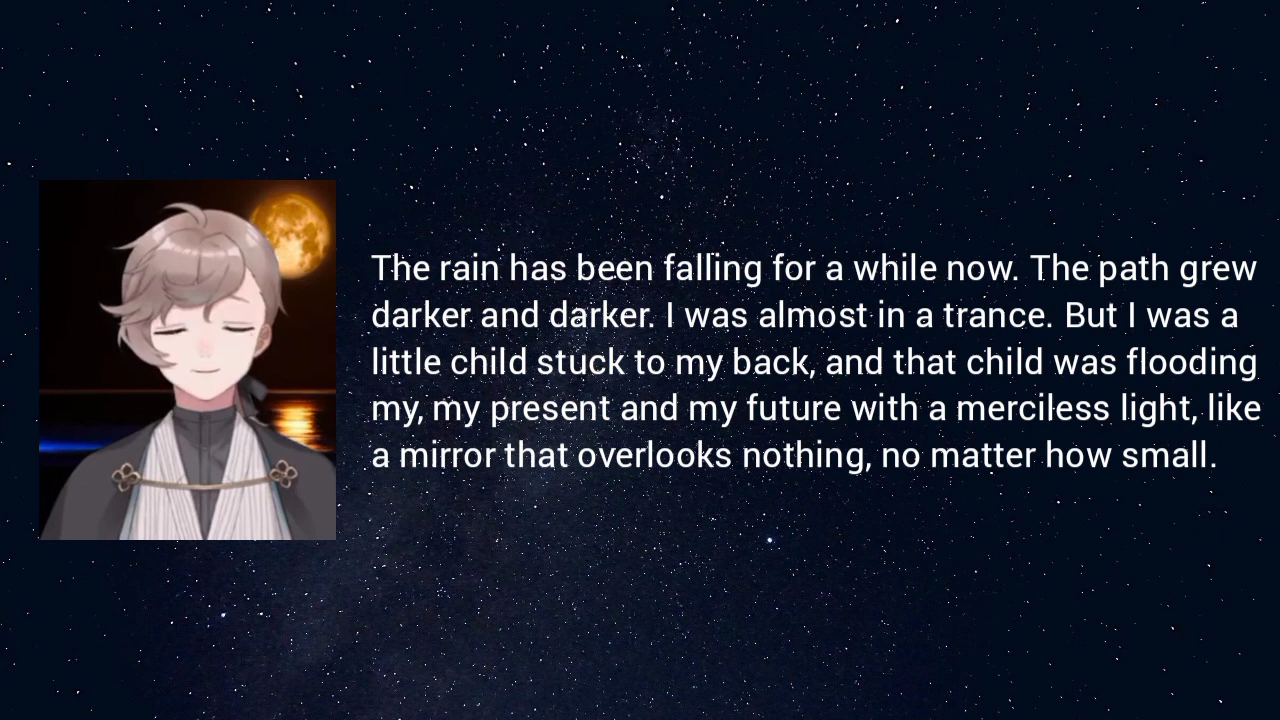 The rain has been falling for a while now. The path grew
darker and darker. I was almost in a trance. But I was a
little child stuck to my back, and that child was flooding
my, my present and my future with a merciless light, like
a mirror that overlooks nothing, no matter how small.